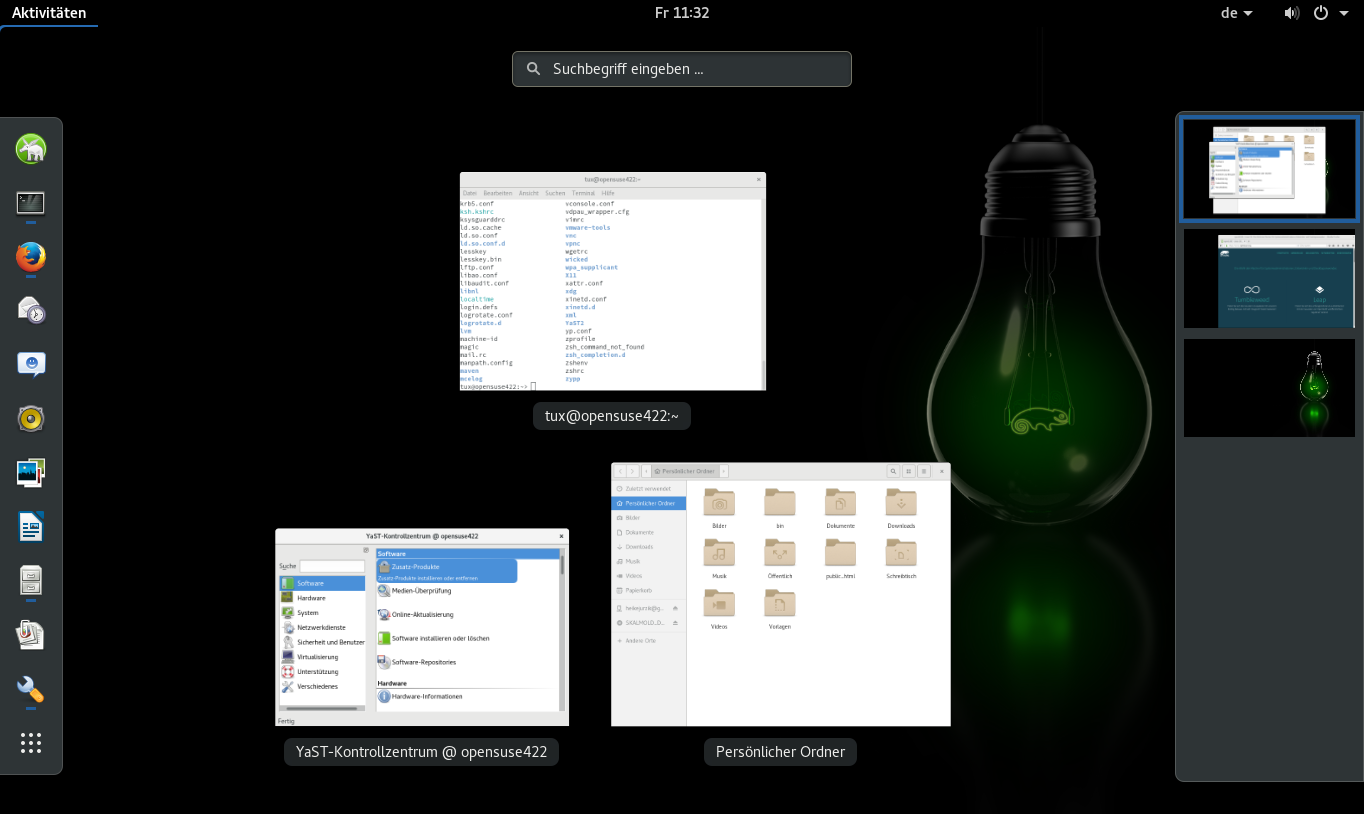 Aktivitäten
Fr 11:32
de
Suchbegriff eingeben ...
tux@opensuse422:~
Datei Bearbeiten Ansicht Suchen Terminal Hilfe
krb5.conf vconsole.conf
ksh.kshrc vdpau_wrapper.cfg
ksysguarddrc vimrc
ld.so.cache vmware-tools
ld.so.conf vnc
ld.so.conf.d vpnc
lesskey wgetrc
lesskey.bin wicked
lftp.conf wpa_supplicant
libao.conf X11
libaudit.conf xattr.conf
libnl xdg
localtime xinetd.conf
login.defs xinetd.d
logrotate.conf xml
logrotate.d YaST2
lvm yp.conf
machine-id zprofile
magic zsh_command_not_found
mail.rc zsh_completion.d
manpath.config zshenv
maven zshrc
mcelog zypp
tux@opensuse422:~>
tux@opensuse422:~
YaST-Kontrollzentrum @ opensuse422
Suche
Software
Hardware
System
Netzwerkdienste
Sicherheit und Benutzer
Virtualisierung
Unterstützung
Verschiedenes
Software
Zusatz-Produkte
Zusatz-Produkte installieren oder entfernen
Medien-Überprüfung
Online-Aktualisierung
Software installieren oder löschen
Software-Repositories
Hardware
Hardware-Informationen
Fertig
YaST-Kontrollzentrum @ opensuse422
Persönlicher Ordner
Zuletzt verwendet
Persönlicher Ordner
Bilder
Dokumente
Downloads
Musik
Videos
Papierkorb
SKALMOLD_D...
Andere Orte
Bilder bin Dokumente Downloads
Musik Öffentlich public...html Schreibtisch
Videos Vorlagen
Persönlicher Ordner
Tumbleweed Leap